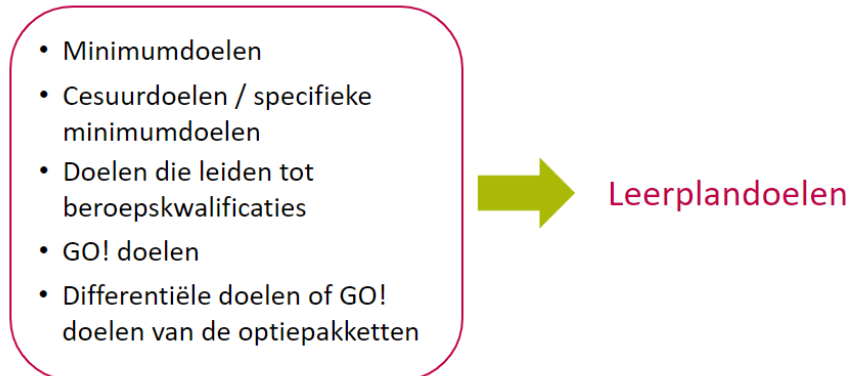 • Minimumdoelen
• Cesuurdoelen / specifieke
minimumdoelen
• Doelen die leiden tot
beroepskwalificaties
• GO! doelen
• Differentiële doelen of GO!
doelen van de optiepakketten
Leerplandoelen